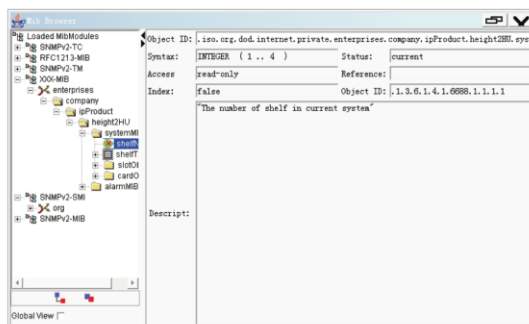 Mib Browser
Loaded MibModules
SNMPv2-TC
RFC1213-MIB
SNMPv2-TM
XXX-MIB
enterprises
company
ipProduct
height2HU
systemMI
shelfN
shelfT
slotOl
cardO
alarmMIB
SNMPv2-SMI
org
SNMPv2-MIB
Global View
Object ID: .iso.org.dod.internet.private.enterprises.company.ipProduct.height2HU.sys
Syntax: INTEGER ( 1.. 4 ) Status: current
Access read-only Reference:
Index: false Object ID: .1.3.6.1.4.1.6688.1.1.1.1
"The number of shelf in current system"
Descript: